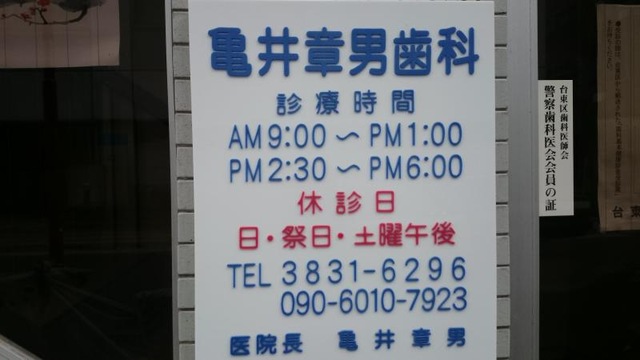 亀井章男歯科
診療時間
AM9:00～PM1:00
PM2:30～PM6:00
休診日
日・祭日・土曜午後
TEL 3831-6296
090-6010-7923
医院長 亀井章男
台東区歯科医師会
警察歯科医会会員の証